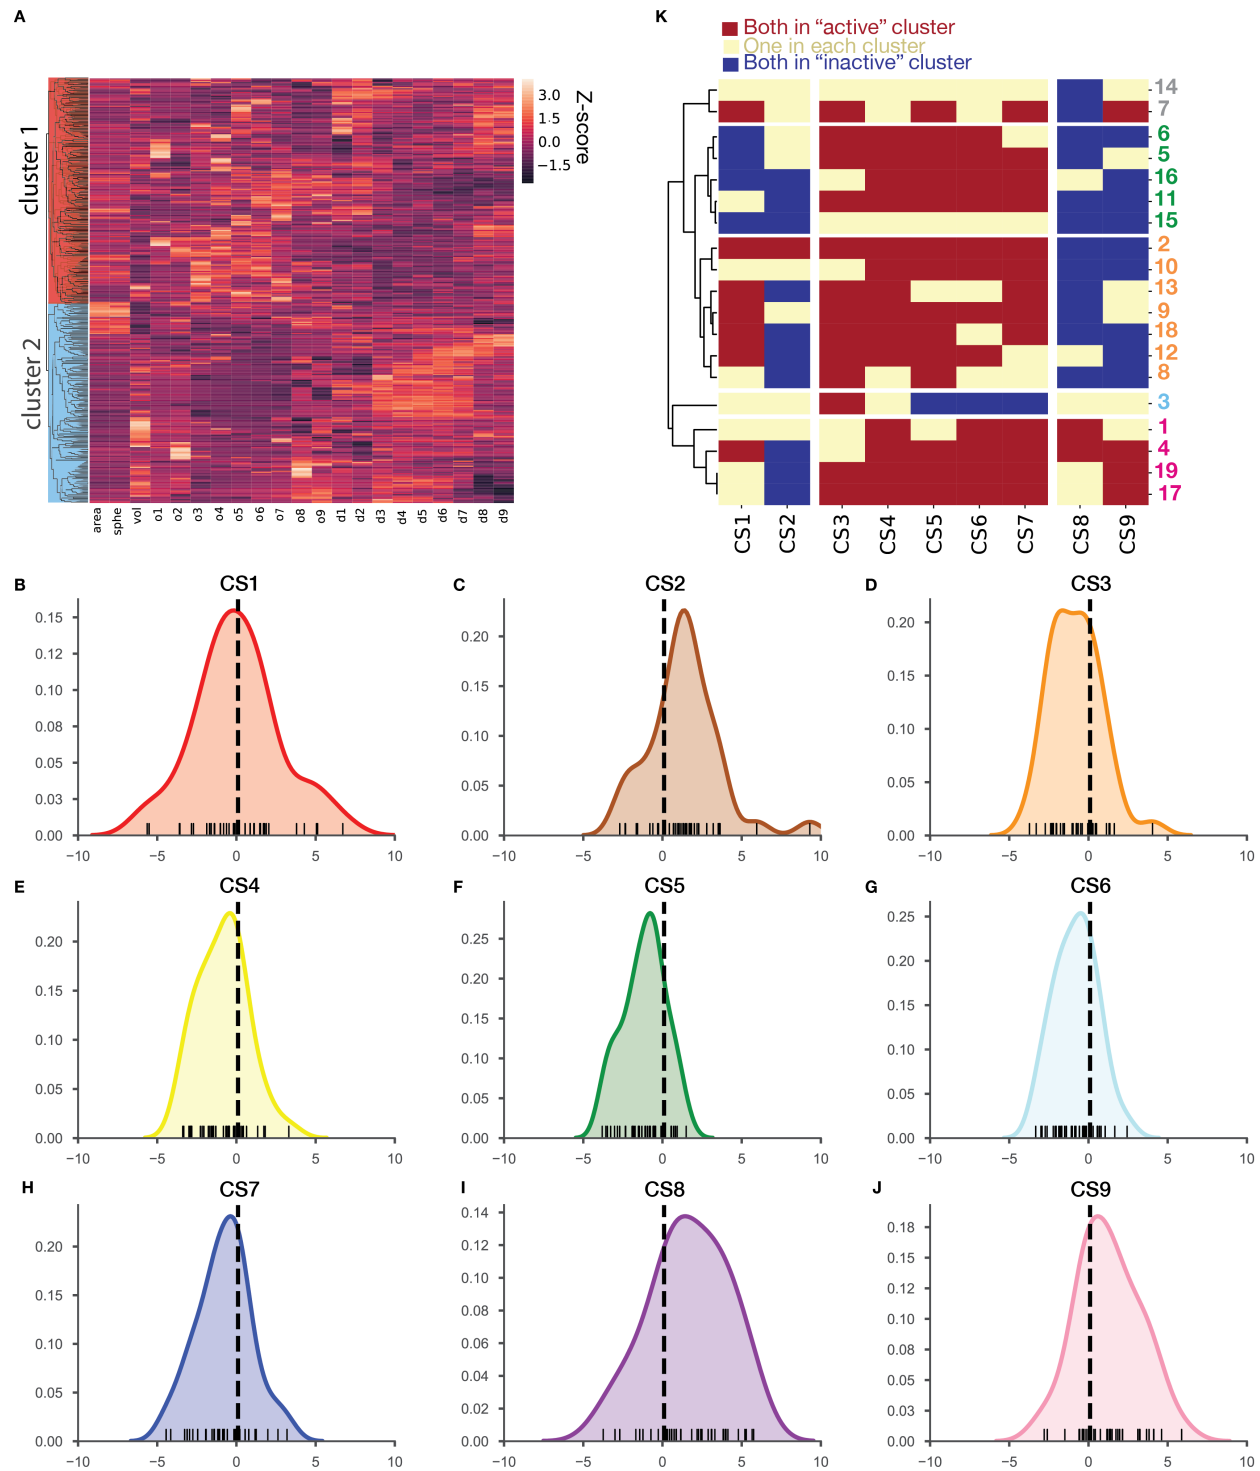 A
cluster 1
cluster 2
3.0
1.5
0.0
−1.5
Z-score
area
sphe
vol
o1
o2
o3
o4
o5
o6
o7
o8
o9
d1
d2
d3
d4
d5
d6
d7
d8
d9
K
Both in “active” cluster
One in each cluster
Both in “inactive” cluster
14
7
6
5
16
11
15
2
10
13
9
18
12
8
3
1
4
19
17
CS1
CS2
CS3
CS4
CS5
CS6
CS7
CS8
CS9
B
CS1
0.15
0.12
0.10
0.08
0.05
0.03
0.00
−10 −5 0 5 10
C
CS2
0.20
0.15
0.10
0.05
0.00
−10 −5 0 5 10
D
CS3
0.20
0.15
0.10
0.05
0.00
−10 −5 0 5 10
E
CS4
0.20
0.15
0.10
0.05
0.00
−10 −5 0 5 10
F
CS5
0.25
0.20
0.15
0.10
0.05
0.00
−10 −5 0 5 10
G
CS6
0.25
0.20
0.15
0.10
0.05
0.00
−10 −5 0 5 10
H
CS7
0.20
0.15
0.10
0.05
0.00
−10 −5 0 5 10
I
CS8
0.14
0.12
0.10
0.08
0.06
0.04
0.02
0.00
−10 −5 0 5 10
J
CS9
0.18
0.15
0.12
0.10
0.08
0.05
0.03
0.00
−10 −5 0 5 10